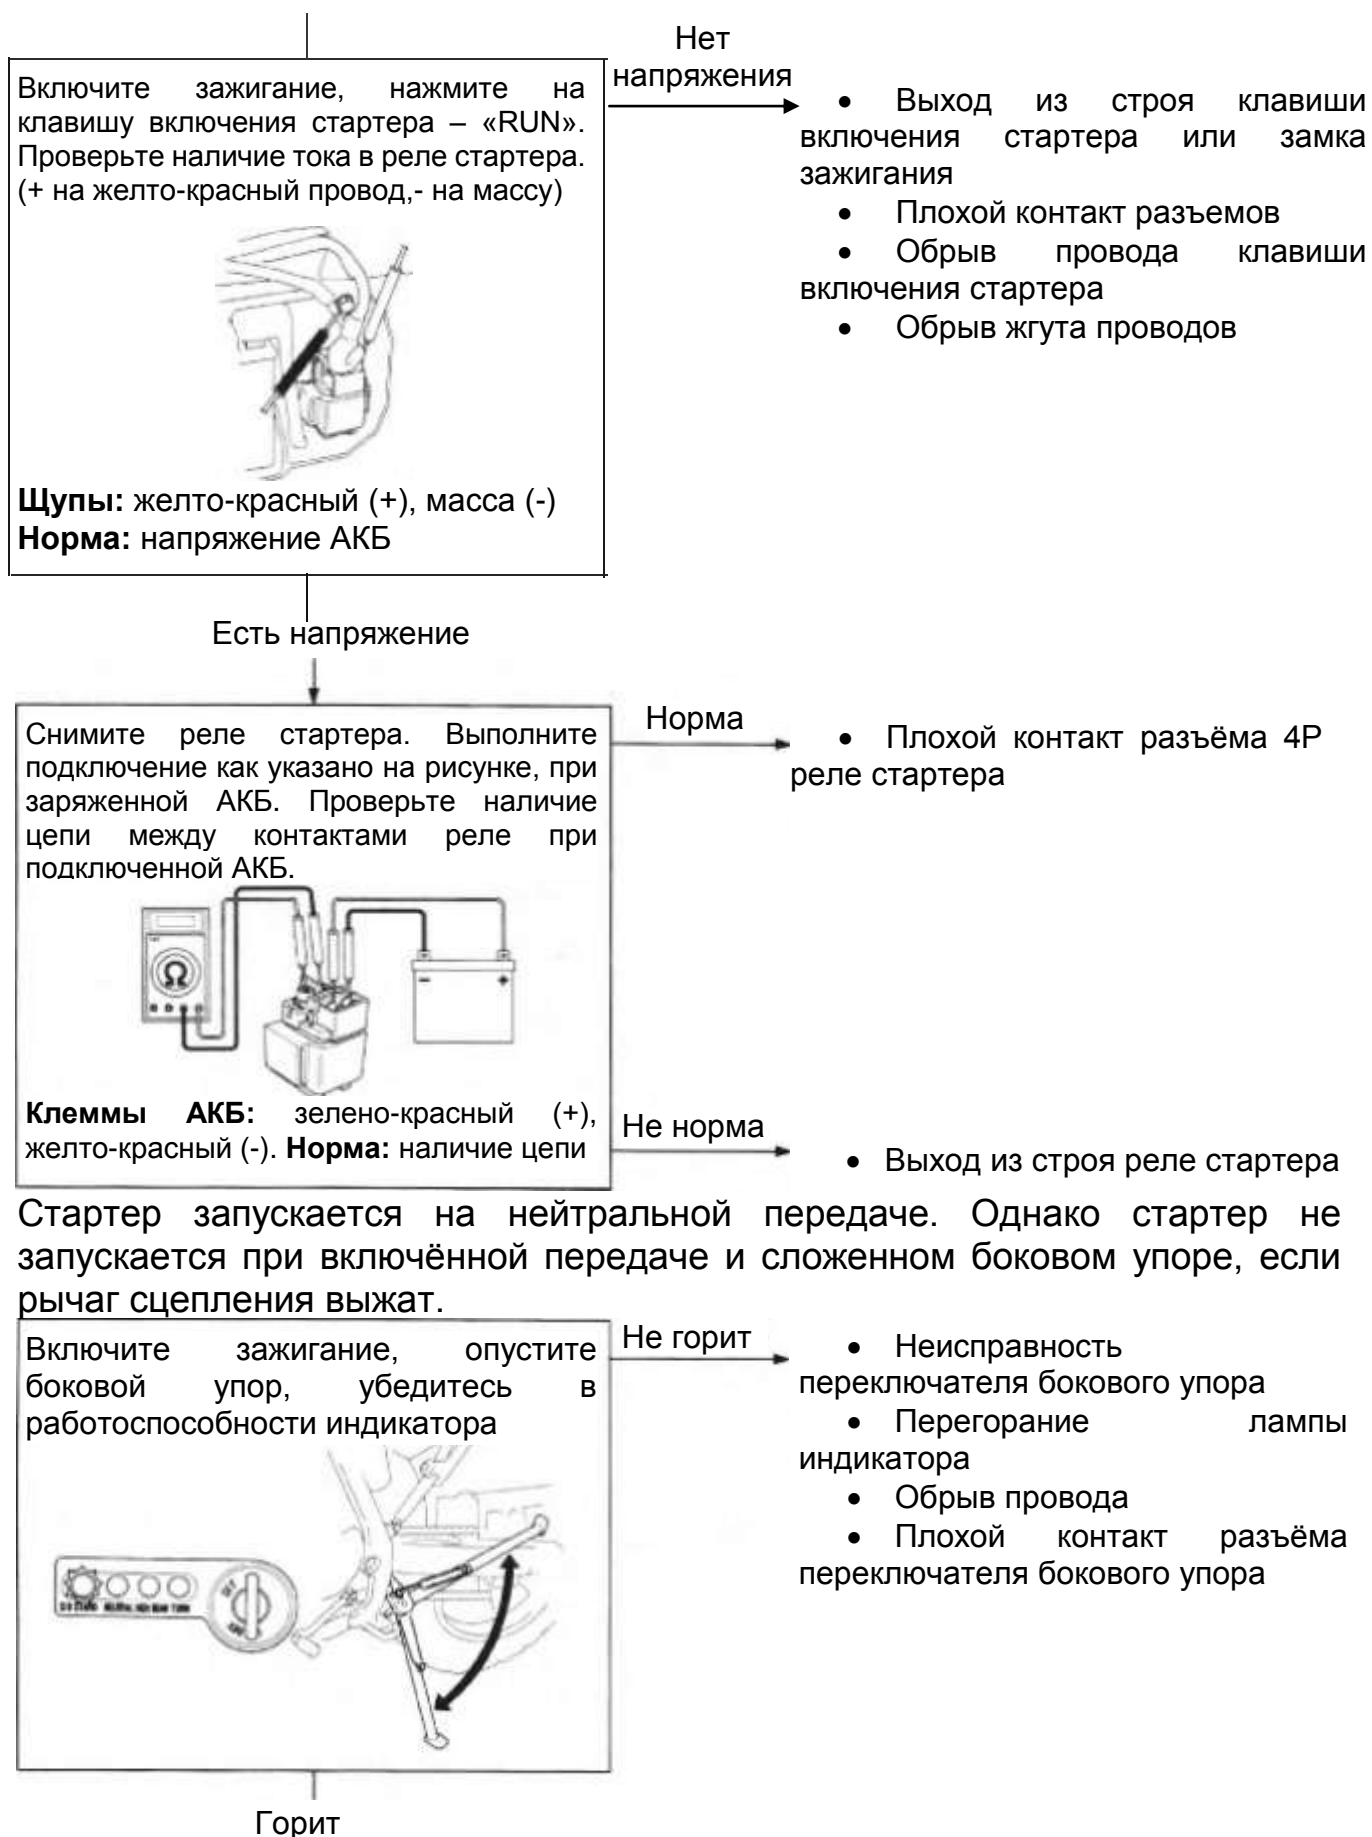 Нет
напряжения
Включите зажигание, нажмите на
клавишу включения стартера – «RUN».
Проверьте наличие тока в реле стартера.
(+ на желто-красный провод,- на массу)
Щупы: желто-красный (+), масса (-)
Норма: напряжение АКБ
• Выход из строя клавиши
включения стартера или замка
зажигания
• Плохой контакт разъемов
• Обрыв провода клавиши
включения стартера
• Обрыв жгута проводов
Есть напряжение
Снимите реле стартера. Выполните
подключение как указано на рисунке, при
заряженной АКБ. Проверьте наличие
цепи между контактами реле при
подключенной АКБ.
Клеммы АКБ: зелено-красный (+),
желто-красный (-). Норма: наличие цепи
Норма
• Плохой контакт разъёма 4Р
реле стартера
Не норма
• Выход из строя реле стартера
Стартер запускается на нейтральной передаче. Однако стартер не
запускается при включённой передаче и сложенном боковом упоре, если
рычаг сцепления выжат.
Включите зажигание, опустите
боковой упор, убедитесь в
работоспособности индикатора
Не горит
• Неисправность
переключателя бокового упора
• Перегорание лампы
индикатора
• Обрыв провода
• Плохой контакт разъёма
переключателя бокового упора
Горит